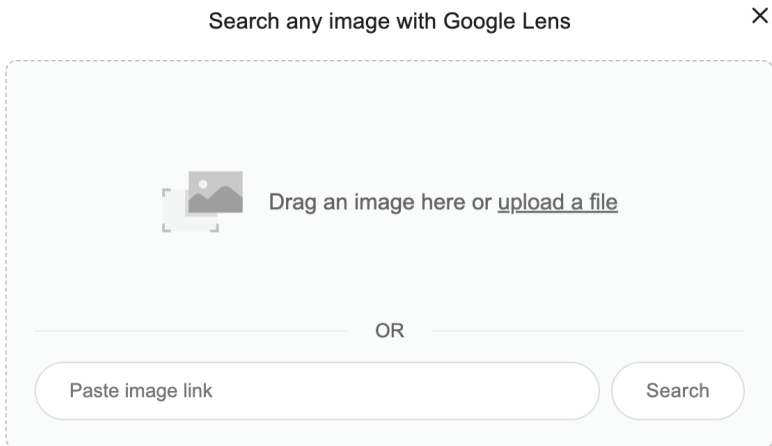 Search any image with Google Lens
Drag an image here or upload a file
OR
Paste image link
Search